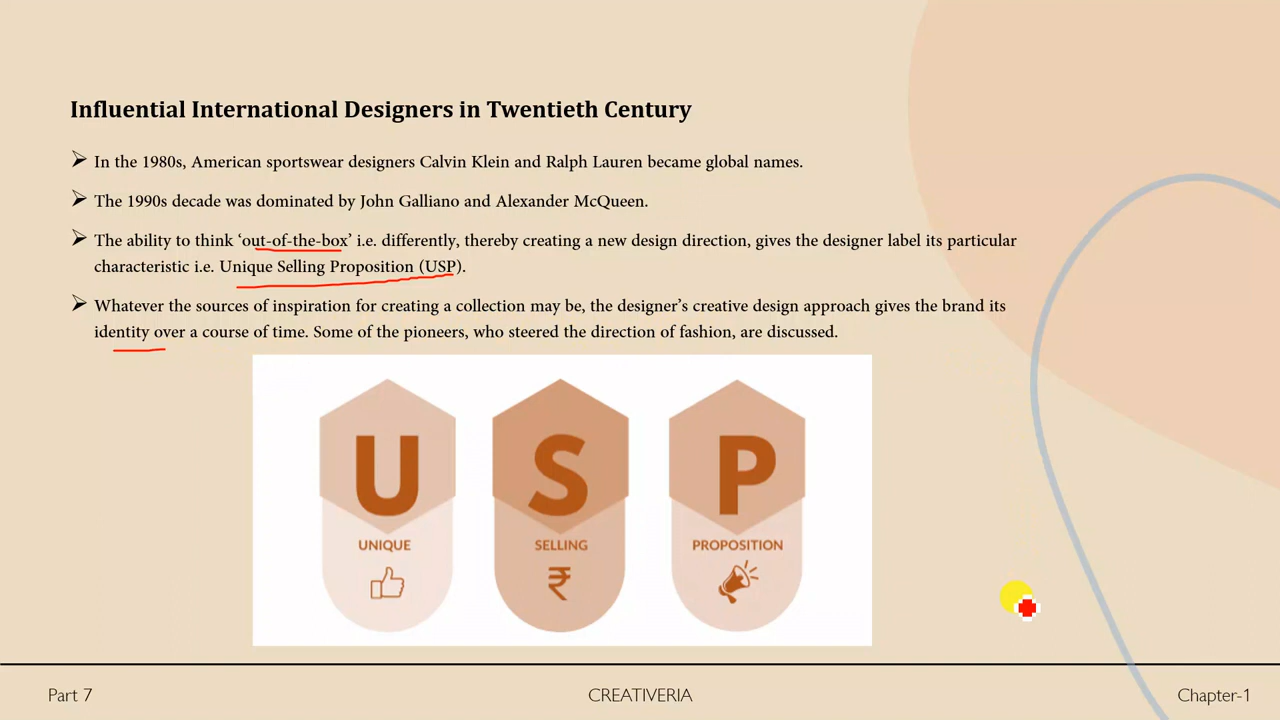 Influential International Designers in Twentieth Century
➢ In the 1980s, American sportswear designers Calvin Klein and Ralph Lauren became global names.
➢ The 1990s decade was dominated by John Galliano and Alexander McQueen.
➢ The ability to think ‘out-of-the-box’ i.e. differently, thereby creating a new design direction, gives the designer label its particular
characteristic i.e. Unique Selling Proposition (USP).
➢ Whatever the sources of inspiration for creating a collection may be, the designer’s creative design approach gives the brand its
identity over a course of time. Some of the pioneers, who steered the direction of fashion, are discussed.
U S P
UNIQUE SELLING PROPOSITION
₹
Part 7 CREATIVERIA Chapter-1